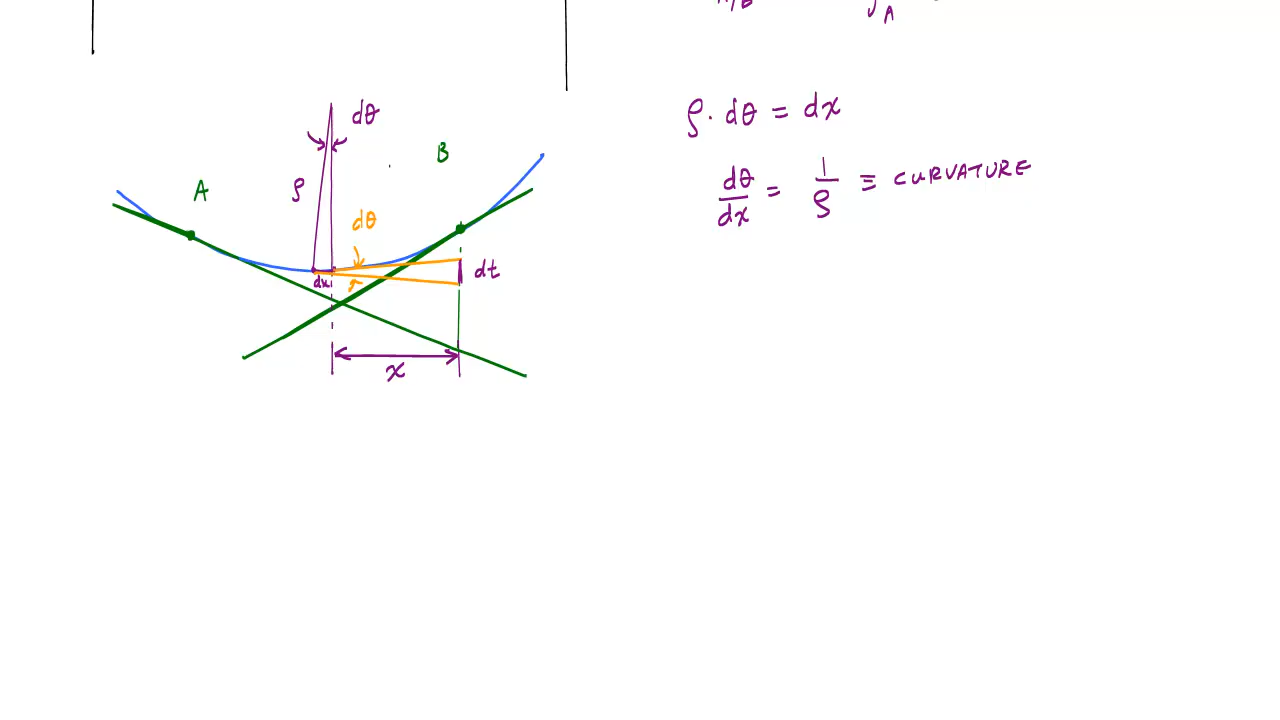 dθ
B
A
ρ
dθ
dx
dt
x
ρ · dθ = dx
dθ/dx = 1/ρ ≡ CURVATURE